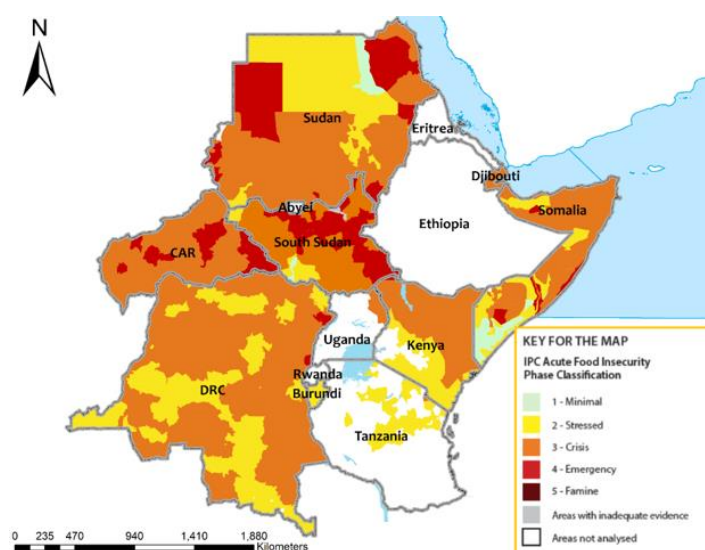 N
Sudan
Eritrea
Djibouti
Abyei
Somalia
Ethiopia
CAR
South Sudan
Uganda
Kenya
Rwanda
DRC
Burundi
Tanzania
KEY FOR THE MAP
IPC Acute Food Insecurity
Phase Classification
1 - Minimal
2 - Stressed
3 - Crisis
4 - Emergency
5 - Famine
Areas with inadequate evidence
Areas not analysed
0 235 470 940 1,410 1,880
Kilometers